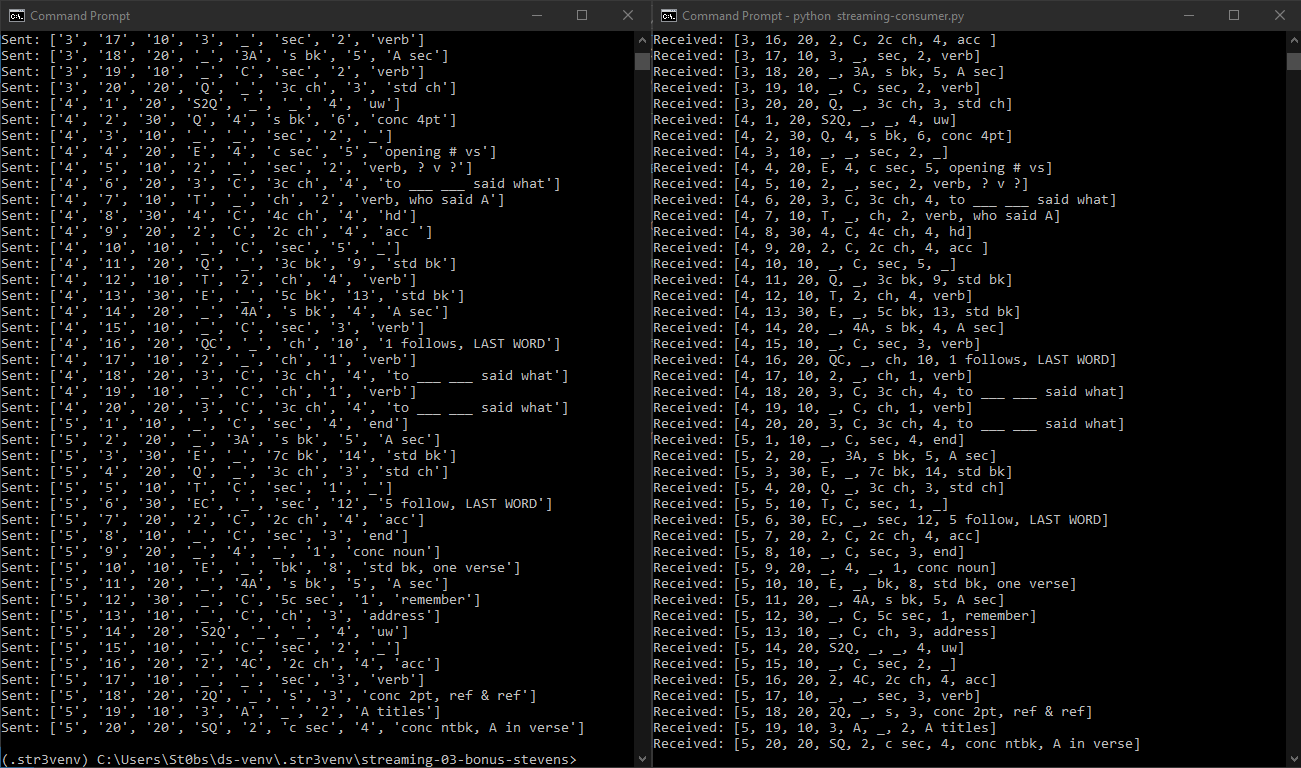 Command Prompt
Sent: ['3', '17', '10', '3', '_', 'sec', '2', 'verb']
Sent: ['3', '18', '20', '_', '3A', 's bk', '5', 'A sec']
Sent: ['3', '19', '10', '_', 'C', 'sec', '2', 'verb']
Sent: ['3', '20', '20', 'Q', '_', '3c ch', '3', 'std ch']
Sent: ['4', '1', '20', 'S2Q', '_', '_', '4', 'uw']
Sent: ['4', '2', '30', 'Q', '4', 's bk', '6', 'conc 4pt']
Sent: ['4', '3', '10', '_', '_', 'sec', '2', '_']
Sent: ['4', '4', '20', 'E', '4', 'c sec', '5', 'opening # vs']
Sent: ['4', '5', '10', '2', '_', 'sec', '2', 'verb, ? v ?']
Sent: ['4', '6', '20', '3', 'C', '3c ch', '4', 'to ___ ___ said what']
Sent: ['4', '7', '10', 'T', '_', 'ch', '2', 'verb, who said A']
Sent: ['4', '8', '30', '4', 'C', '4c ch', '4', 'hd']
Sent: ['4', '9', '20', '2', 'C', '2c ch', '4', 'acc ']
Sent: ['4', '10', '10', '_', 'C', 'sec', '5', '_']
Sent: ['4', '11', '20', 'Q', '_', '3c bk', '9', 'std bk']
Sent: ['4', '12', '10', 'T', '2', 'ch', '4', 'verb']
Sent: ['4', '13', '30', 'E', '_', '5c bk', '13', 'std bk']
Sent: ['4', '14', '20', '_', '4A', 's bk', '4', 'A sec']
Sent: ['4', '15', '10', '_', 'C', 'sec', '3', 'verb']
Sent: ['4', '16', '20', 'QC', '_', 'ch', '10', '1 follows, LAST WORD']
Sent: ['4', '17', '10', '2', '_', 'ch', '1', 'verb']
Sent: ['4', '18', '20', '3', 'C', '3c ch', '4', 'to ___ ___ said what']
Sent: ['4', '19', '10', '_', 'C', 'ch', '1', 'verb']
Sent: ['4', '20', '20', '3', 'C', '3c ch', '4', 'to ___ ___ said what']
Sent: ['5', '1', '10', '_', 'C', 'sec', '4', 'end']
Sent: ['5', '2', '20', '_', '3A', 's bk', '5', 'A sec']
Sent: ['5', '3', '30', 'E', '_', '7c bk', '14', 'std bk']
Sent: ['5', '4', '20', 'Q', '_', '3c ch', '3', 'std ch']
Sent: ['5', '5', '10', 'T', 'C', 'sec', '1', '_']
Sent: ['5', '6', '30', 'EC', '_', 'sec', '12', '5 follow, LAST WORD']
Sent: ['5', '7', '20', '2', 'C', '2c ch', '4', 'acc']
Sent: ['5', '8', '10', '_', 'C', 'sec', '3', 'end']
Sent: ['5', '9', '20', '_', '4', '_', '1', 'conc noun']
Sent: ['5', '10', '10', 'E', '_', 'bk', '8', 'std bk, one verse']
Sent: ['5', '11', '20', '_', '4A', 's bk', '5', 'A sec']
Sent: ['5', '12', '30', '_', 'C', '5c sec', '1', 'remember']
Sent: ['5', '13', '10', '_', 'C', 'ch', '3', 'address']
Sent: ['5', '14', '20', 'S2Q', '_', '_', '4', 'uw']
Sent: ['5', '15', '10', '_', 'C', 'sec', '2', '_']
Sent: ['5', '16', '20', '2', '4C', '2c ch', '4', 'acc']
Sent: ['5', '17', '10', '_', '_', 'sec', '3', 'verb']
Sent: ['5', '18', '20', '2Q', '_', 's', '3', 'conc 2pt, ref & ref']
Sent: ['5', '19', '10', '3', 'A', '_', '2', 'A titles']
Sent: ['5', '20', '20', 'SQ', '2', 'c sec', '4', 'conc ntbk, A in verse']
(.str3venv) C:\Users\St0bs\ds-venv\.str3venv\streaming-03-bonus-stevens>
Command Prompt - python streaming-consumer.py
Received: [3, 16, 20, 2, C, 2c ch, 4, acc ]
Received: [3, 17, 10, 3, _, sec, 2, verb]
Received: [3, 18, 20, _, 3A, s bk, 5, A sec]
Received: [3, 19, 10, _, C, sec, 2, verb]
Received: [3, 20, 20, Q, _, 3c ch, 3, std ch]
Received: [4, 1, 20, S2Q, _, _, 4, uw]
Received: [4, 2, 30, Q, 4, s bk, 6, conc 4pt]
Received: [4, 3, 10, _, _, sec, 2, _]
Received: [4, 4, 20, E, 4, c sec, 5, opening # vs]
Received: [4, 5, 10, 2, _, sec, 2, verb, ? v ?]
Received: [4, 6, 20, 3, C, 3c ch, 4, to ___ ___ said what]
Received: [4, 7, 10, T, _, ch, 2, verb, who said A]
Received: [4, 8, 30, 4, C, 4c ch, 4, hd]
Received: [4, 9, 20, 2, C, 2c ch, 4, acc ]
Received: [4, 10, 10, _, C, sec, 5, _]
Received: [4, 11, 20, Q, _, 3c bk, 9, std bk]
Received: [4, 12, 10, T, 2, ch, 4, verb]
Received: [4, 13, 30, E, _, 5c bk, 13, std bk]
Received: [4, 14, 20, _, 4A, s bk, 4, A sec]
Received: [4, 15, 10, _, C, sec, 3, verb]
Received: [4, 16, 20, QC, _, ch, 10, 1 follows, LAST WORD]
Received: [4, 17, 10, 2, _, ch, 1, verb]
Received: [4, 18, 20, 3, C, 3c ch, 4, to ___ ___ said what]
Received: [4, 19, 10, _, C, ch, 1, verb]
Received: [4, 20, 20, 3, C, 3c ch, 4, to ___ ___ said what]
Received: [5, 1, 10, _, C, sec, 4, end]
Received: [5, 2, 20, _, 3A, s bk, 5, A sec]
Received: [5, 3, 30, E, _, 7c bk, 14, std bk]
Received: [5, 4, 20, Q, _, 3c ch, 3, std ch]
Received: [5, 5, 10, T, C, sec, 1, _]
Received: [5, 6, 30, EC, _, sec, 12, 5 follow, LAST WORD]
Received: [5, 7, 20, 2, C, 2c ch, 4, acc]
Received: [5, 8, 10, _, C, sec, 3, end]
Received: [5, 9, 20, _, 4, _, 1, conc noun]
Received: [5, 10, 10, E, _, bk, 8, std bk, one verse]
Received: [5, 11, 20, _, 4A, s bk, 5, A sec]
Received: [5, 12, 30, _, C, 5c sec, 1, remember]
Received: [5, 13, 10, _, C, ch, 3, address]
Received: [5, 14, 20, S2Q, _, _, 4, uw]
Received: [5, 15, 10, _, C, sec, 2, _]
Received: [5, 16, 20, 2, 4C, 2c ch, 4, acc]
Received: [5, 17, 10, _, _, sec, 3, verb]
Received: [5, 18, 20, 2Q, _, s, 3, conc 2pt, ref & ref]
Received: [5, 19, 10, 3, A, _, 2, A titles]
Received: [5, 20, 20, SQ, 2, c sec, 4, conc ntbk, A in verse]